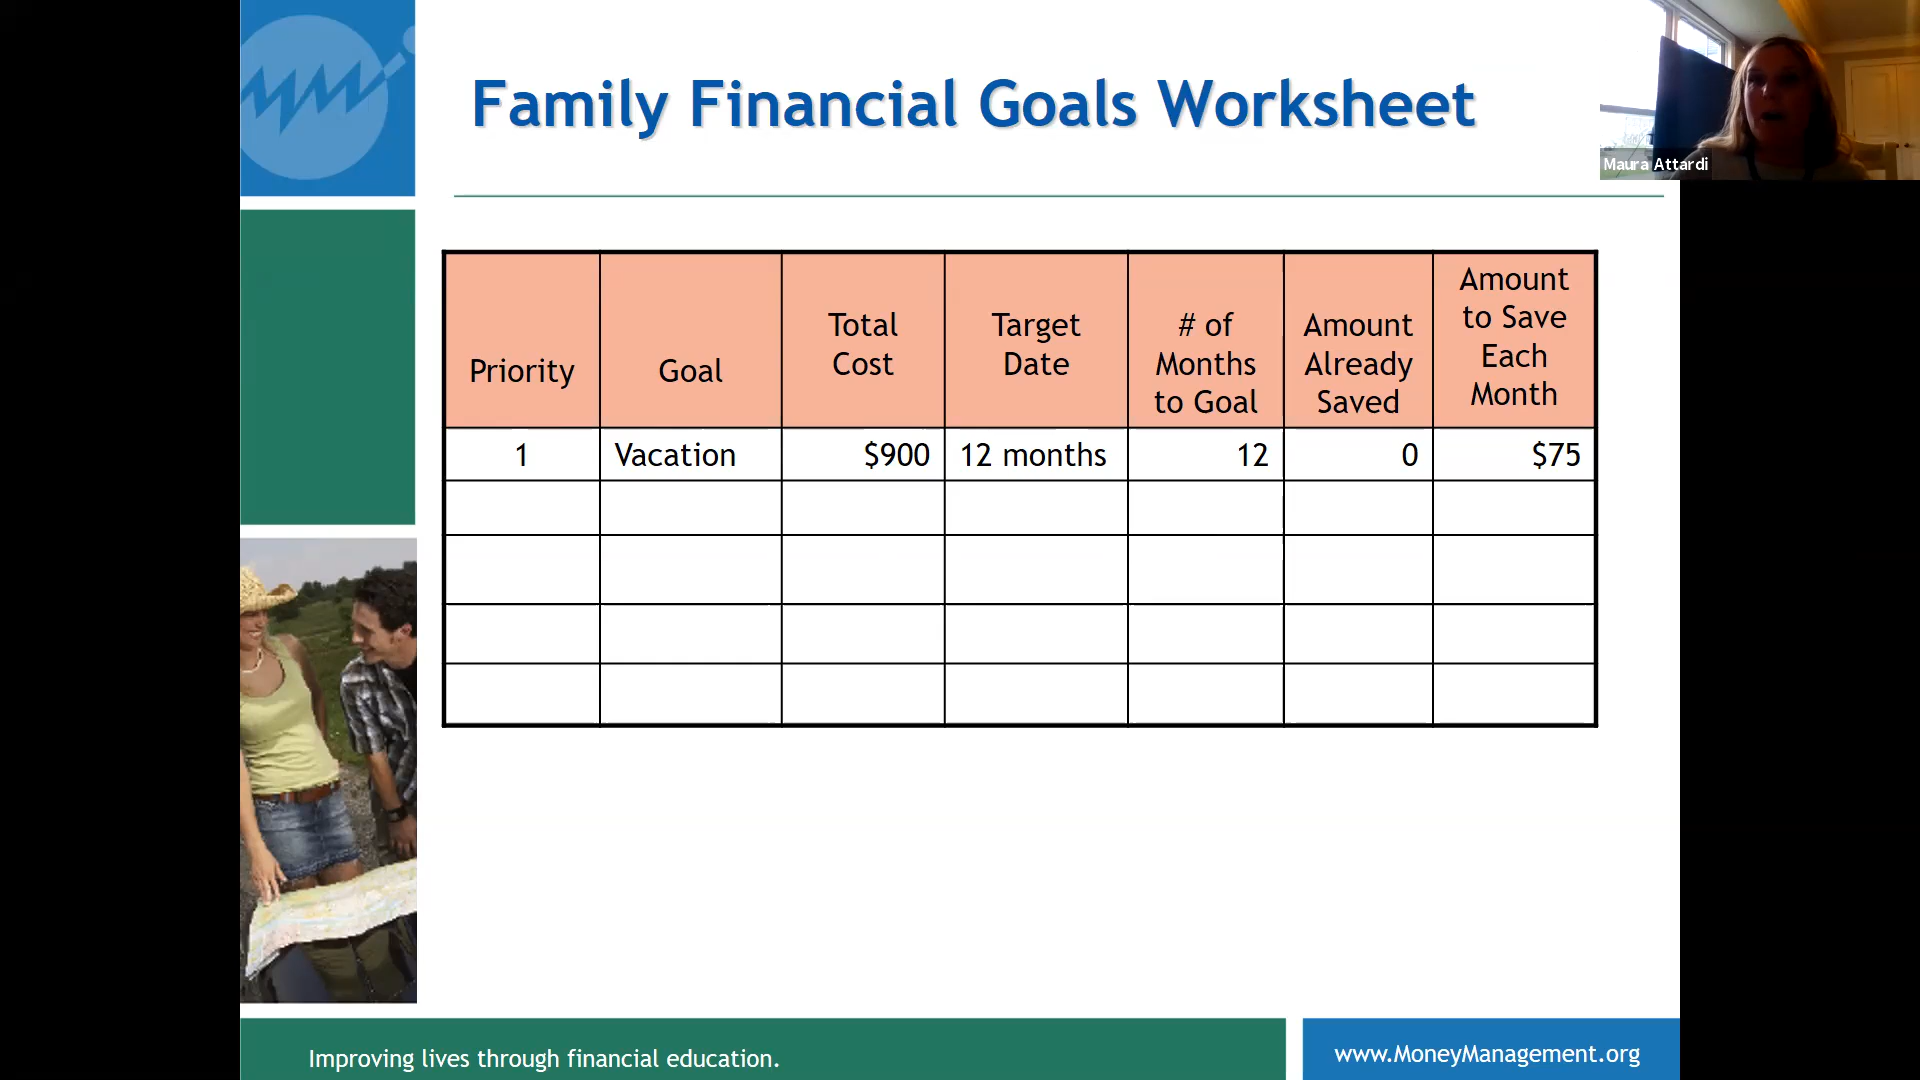 Family Financial Goals Worksheet
Maura Attardi
Priority
Goal
Total
Cost
Target
Date
# of
Months
to Goal
Amount
Already
Saved
Amount
to Save
Each
Month
1 Vacation $900 12 months 12 0 $75
Improving lives through financial education.
www.MoneyManagement.org